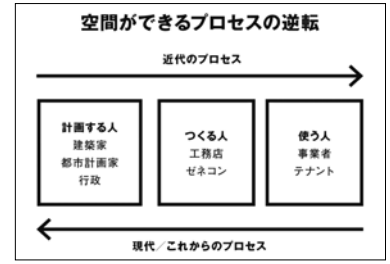 空間ができるプロセスの逆転
近代のプロセス
計画する人
建築家
都市計画家
行政
つくる人
工務店
ゼネコン
使う人
事業者
テナント
現代／これからのプロセス